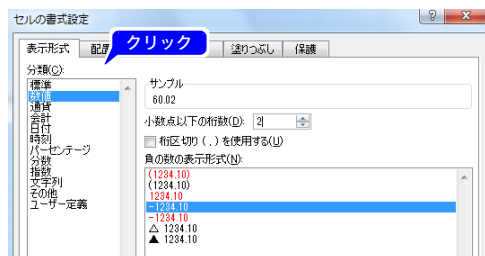 セルの書式設定
表示形式
クリック
塗りつぶし
保護
分類(C):
標準
数値
通貨
会計
日付
時刻
パーセンテージ
分数
指数
文字列
その他
ユーザー定義
サンプル
60.02
小数点以下の桁数(D): 2
桁区切り ( , ) を使用する(U)
負の数の表示形式(N):
(1234.10)
(1234.10)
1234.10
-1234.10
-1234.10
△ 1234.10
▲ 1234.10